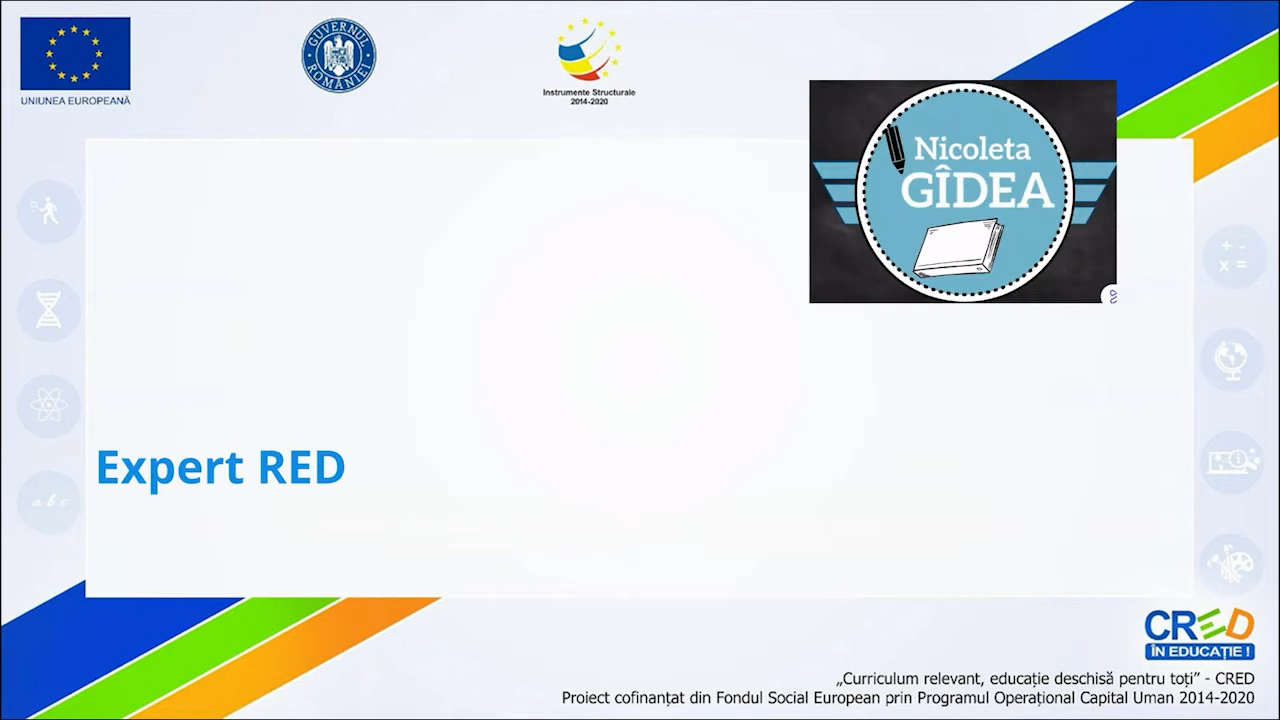 UNIUNEA EUROPEANĂ
GUVERNUL ROMÂNIEI
Instrumente Structurale
2014-2020
Nicoleta
GÎDEA
+ -
x =
Expert RED
a b c
CRED
ÎN EDUCAȚIE !
„Curriculum relevant, educație deschisă pentru toți” - CRED
Proiect cofinanțat din Fondul Social European prin Programul Operațional Capital Uman 2014-2020